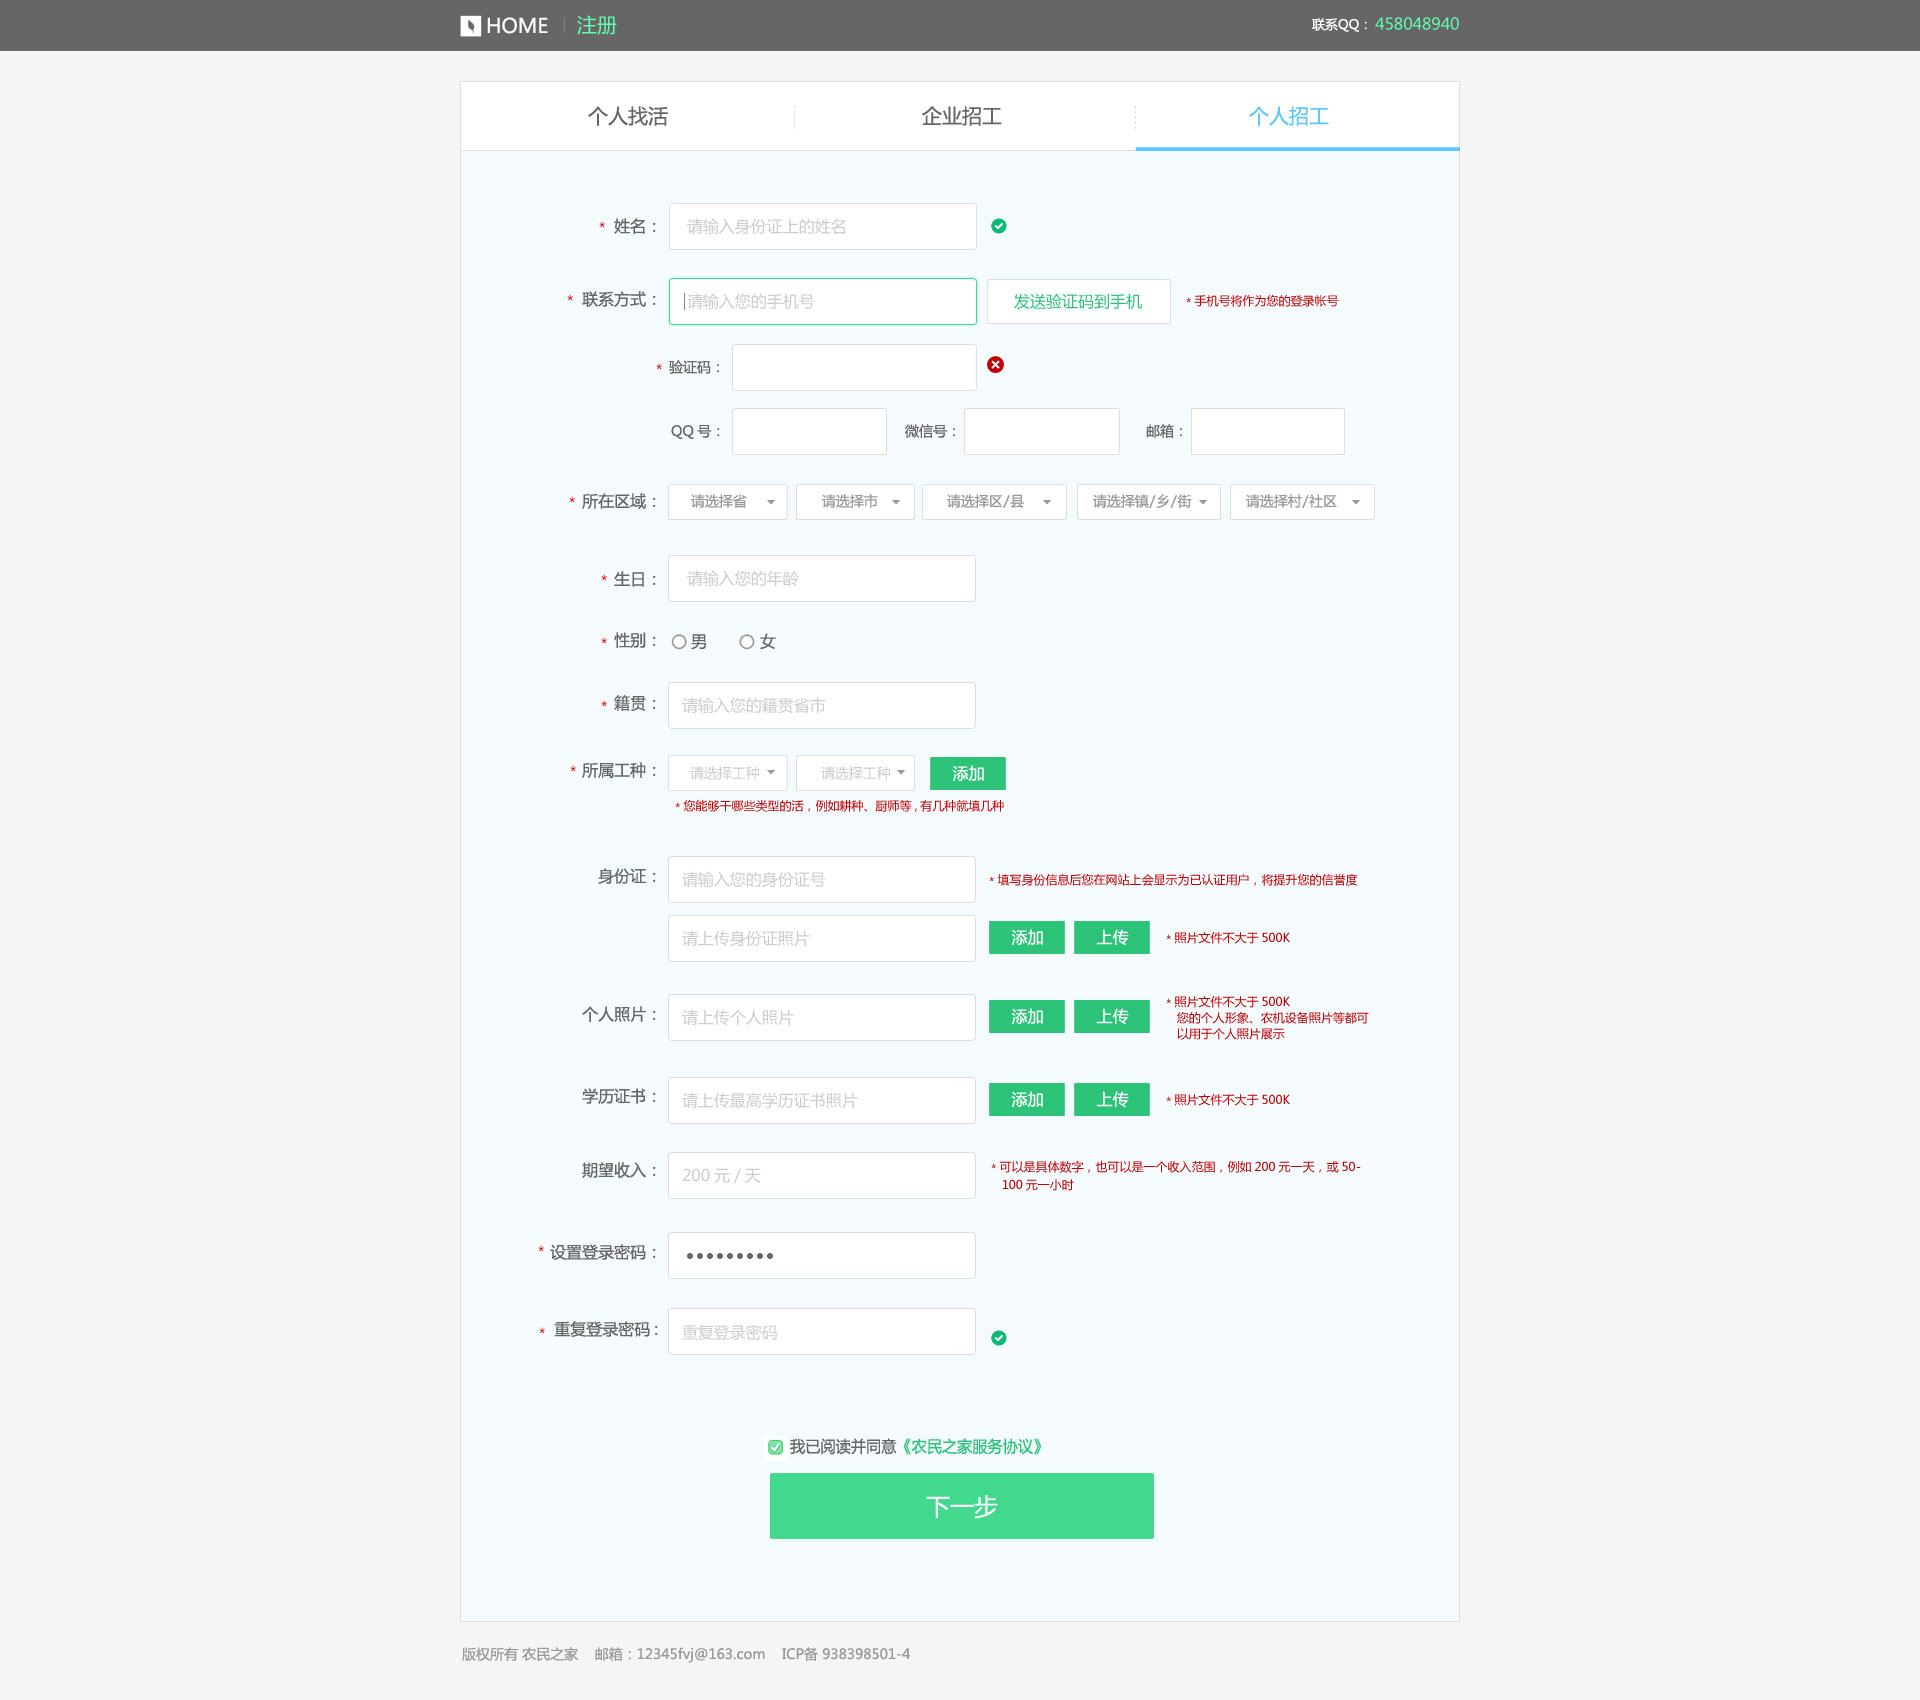 HOME 注册 联系QQ：458048940
个人找活 企业招工 个人招工
* 姓名： 请输入身份证上的姓名
* 联系方式： 请输入您的手机号 发送验证码到手机 * 手机号将作为您的登录帐号
* 验证码：
QQ 号： 微信号： 邮箱：
* 所在区域： 请选择省 请选择市 请选择区/县 请选择镇/乡/街 请选择村/社区
* 生日： 请输入您的年龄
* 性别： 男 女
* 籍贯： 请输入您的籍贯省市
* 所属工种： 请选择工种 请选择工种 添加
* 您能够干哪些类型的活，例如耕种、厨师等，有几种就填几种
身份证： 请输入您的身份证号 * 填写身份信息后您在网站上会显示为已认证用户，将提升您的信誉度
请上传身份证照片 添加 上传 * 照片文件不大于 500K
个人照片： 请上传个人照片 添加 上传 * 照片文件不大于 500K
您的个人形象、农机设备照片等都可
以用于个人照片展示
学历证书： 请上传最高学历证书照片 添加 上传 * 照片文件不大于 500K
期望收入： 200 元 / 天 * 可以是具体数字，也可以是一个收入范围，例如 200 元一天，或 50-
100 元一小时
* 设置登录密码： •••••••••
* 重复登录密码： 重复登录密码
我已阅读并同意《农民之家服务协议》
下一步
版权所有 农民之家 邮箱：12345fvj@163.com ICP备 938398501-4